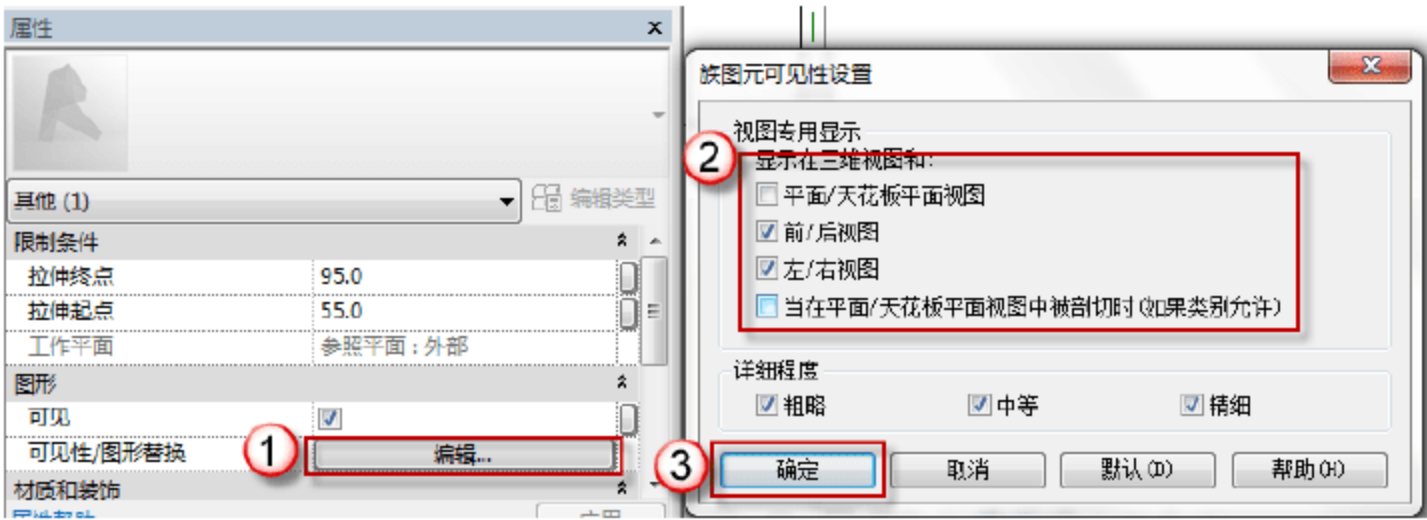 属性
x
其他 (1)
编辑类型
限制条件
拉伸终点
95.0
拉伸起点
55.0
工作平面
参照平面 : 外部
图形
可见
可见性/图形替换
1
编辑...
材质和装饰
属性帮助
应用
族图元可见性设置
视图专用显示
2
显示在三维视图和:
平面/天花板平面视图
前/后视图
左/右视图
当在平面/天花板平面视图中被剖切时(如果类别允许)
详细程度
粗略
中等
精细
3
确定
取消
默认(D)
帮助(H)